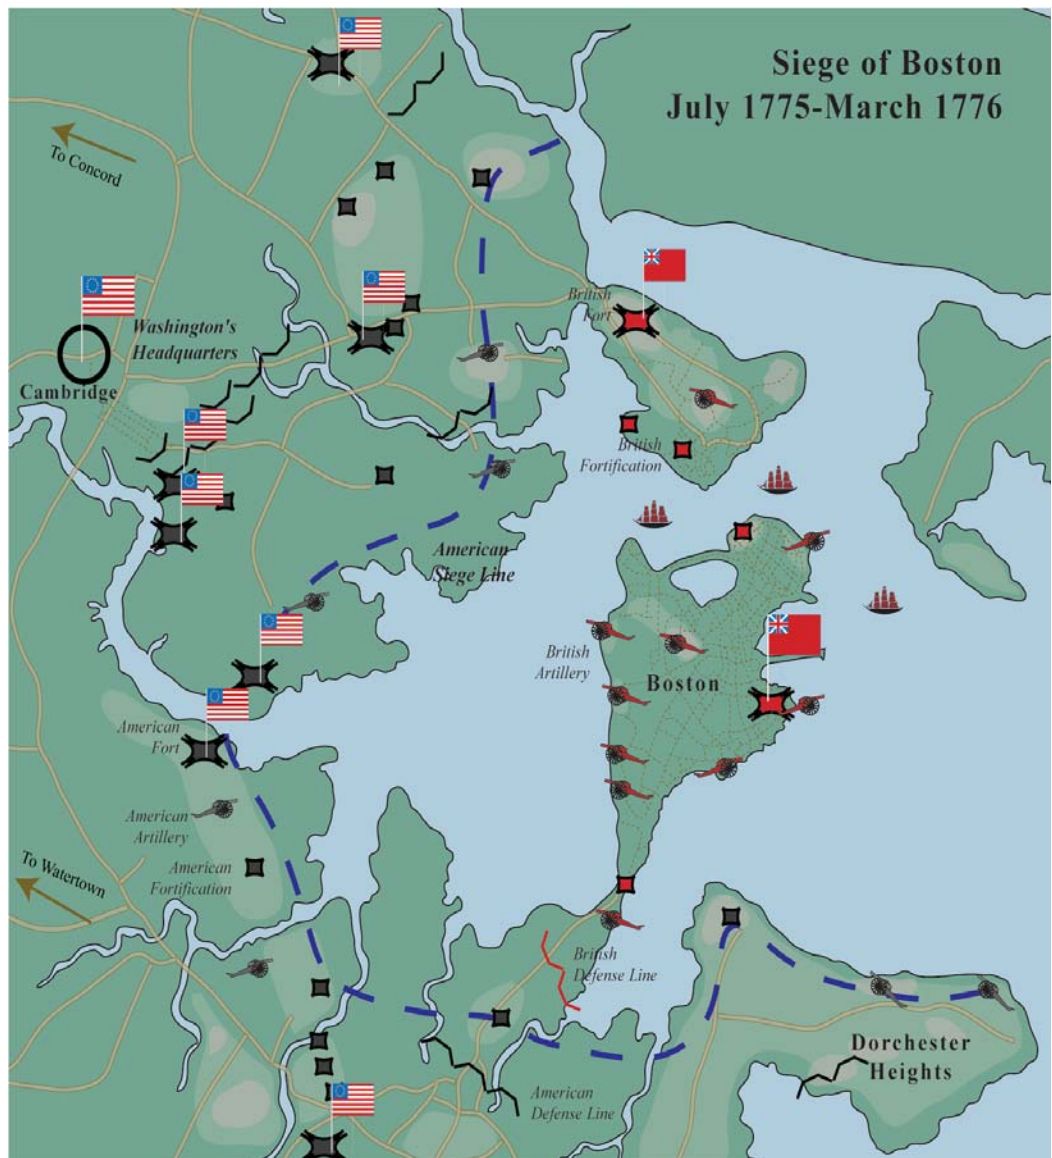 Siege of Boston
July 1775-March 1776
To Concord
British
Fort
Washington's
Headquarters
Cambridge
British
Fortification
American
Siege Line
British
Artillery
Boston
American
Fort
American
Artillery
American
Fortification
To Watertown
British
Defense Line
Dorchester
Heights
American
Defense Line